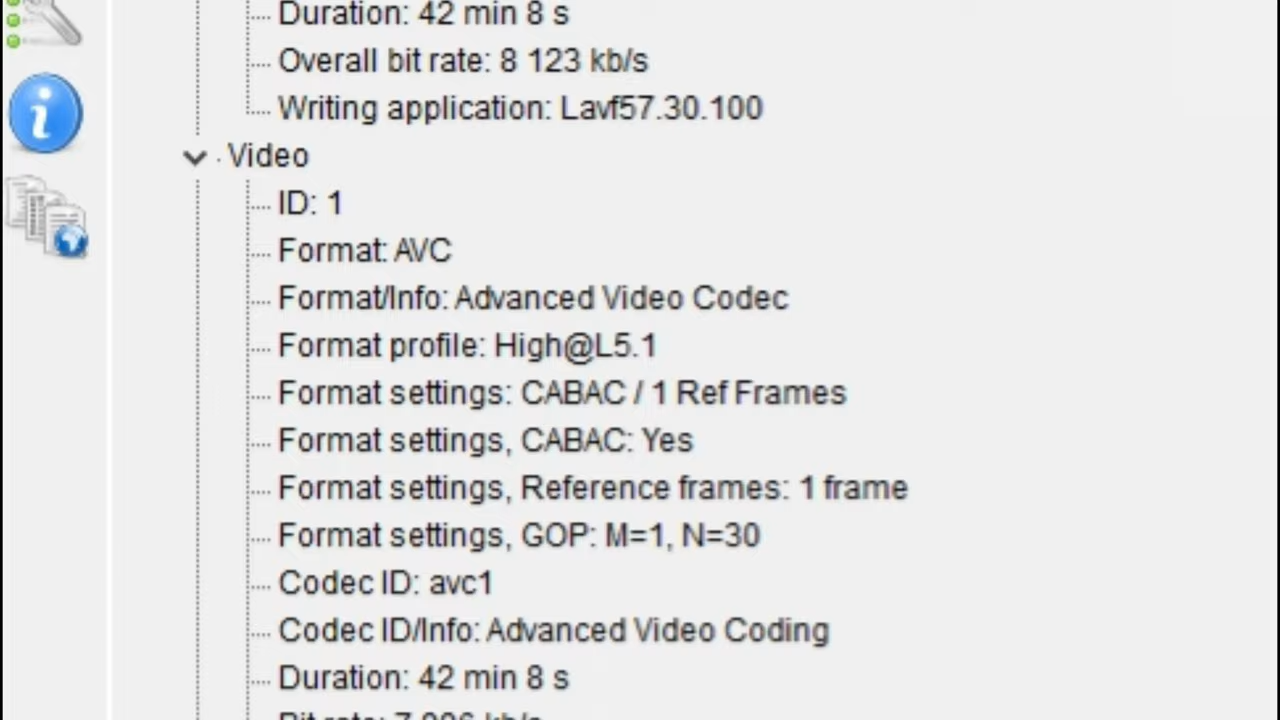 Duration: 42 min 8 s
Overall bit rate: 8 123 kb/s
Writing application: Lavf57.30.100
Video
ID: 1
Format: AVC
Format/Info: Advanced Video Codec
Format profile: High@L5.1
Format settings: CABAC / 1 Ref Frames
Format settings, CABAC: Yes
Format settings, Reference frames: 1 frame
Format settings, GOP: M=1, N=30
Codec ID: avc1
Codec ID/Info: Advanced Video Coding
Duration: 42 min 8 s
Bit rate: kb/s